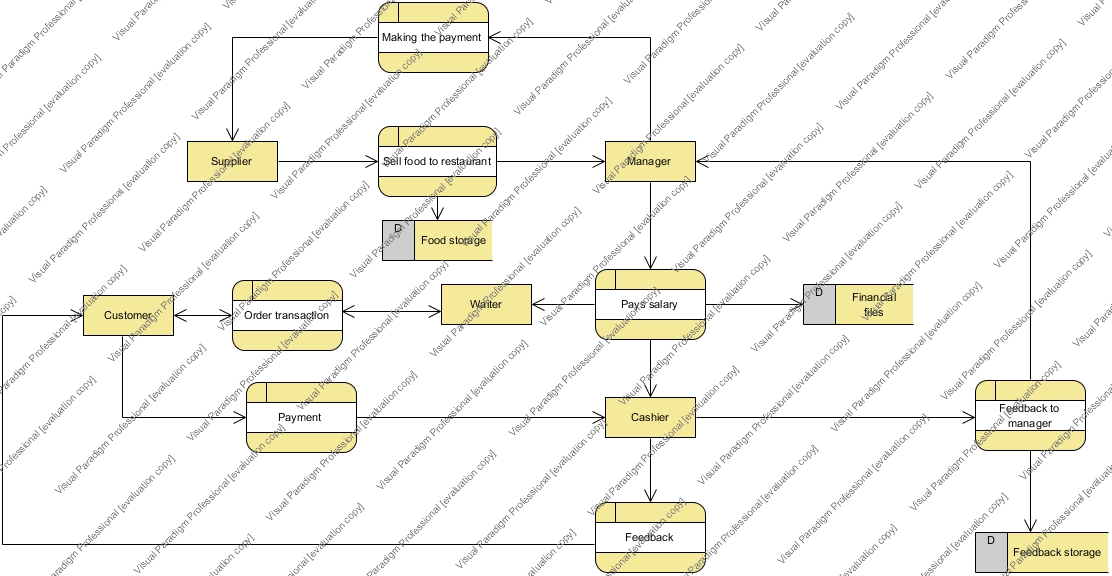 Making the payment
Supplier
Sell food to restaurant
Manager
D
Food storage
Customer
Order transaction
Waiter
Pays salary
D
Financial
files
Payment
Cashier
Feedback to
manager
Feedback
D
Feedback storage
Visual Paradigm Professional [evaluation copy]